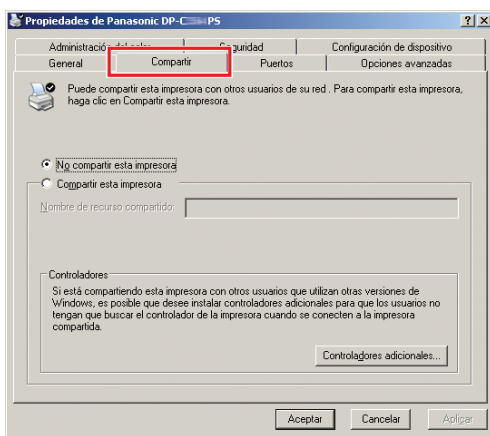 Propiedades de Panasonic DP-C PS
Administración del color Seguridad Configuración de dispositivo
General Compartir Puertos Opciones avanzadas
Puede compartir esta impresora con otros usuarios de su red . Para compartir esta impresora,
haga clic en Compartir esta impresora.
No compartir esta impresora
Compartir esta impresora
Nombre de recurso compartido:
Controladores
Si está compartiendo esta impresora con otros usuarios que utilizan otras versiones de
Windows, es posible que desee instalar controladores adicionales para que los usuarios no
tengan que buscar el controlador de la impresora cuando se conecten a la impresora
compartida.
Controladores adicionales...
Aceptar Cancelar Aplicar